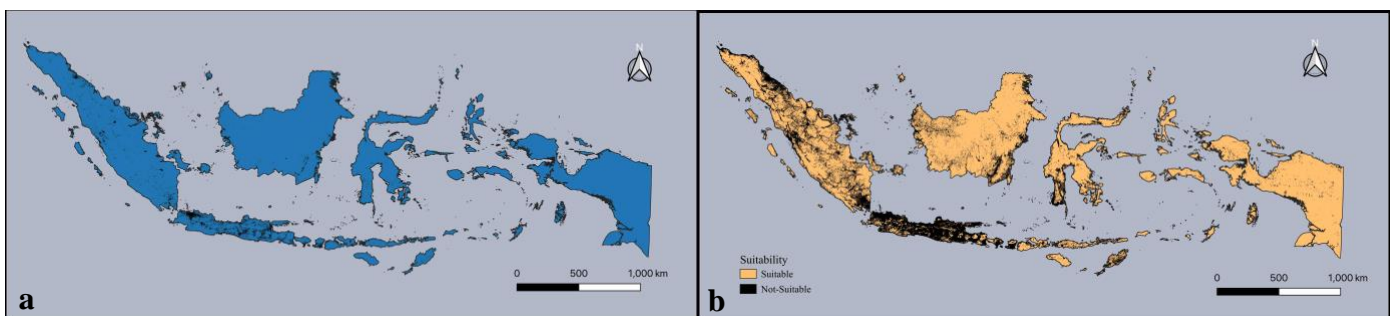 N
0 500 1,000 km
a
N
Suitability
Suitable
Not-Suitable
0 500 1,000 km
b